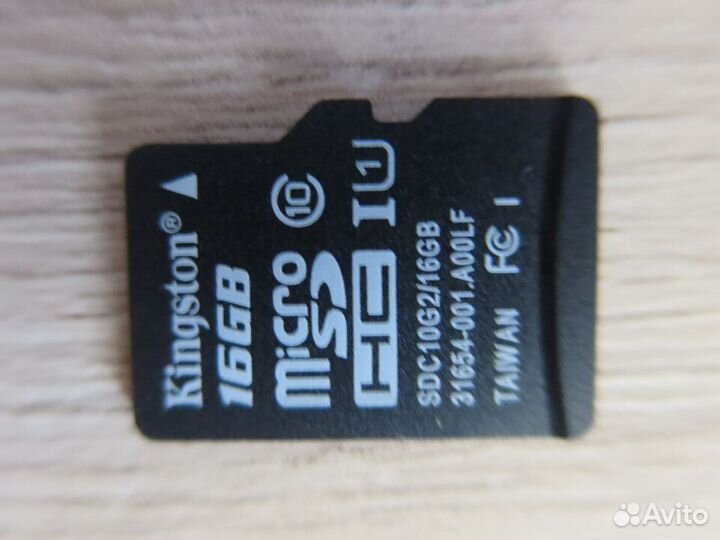 Kingston®
16GB
micro
SD
HC I U1
10
SDC10G2/16GB
31654-001.A00LF
TAIWAN FC I
Avito